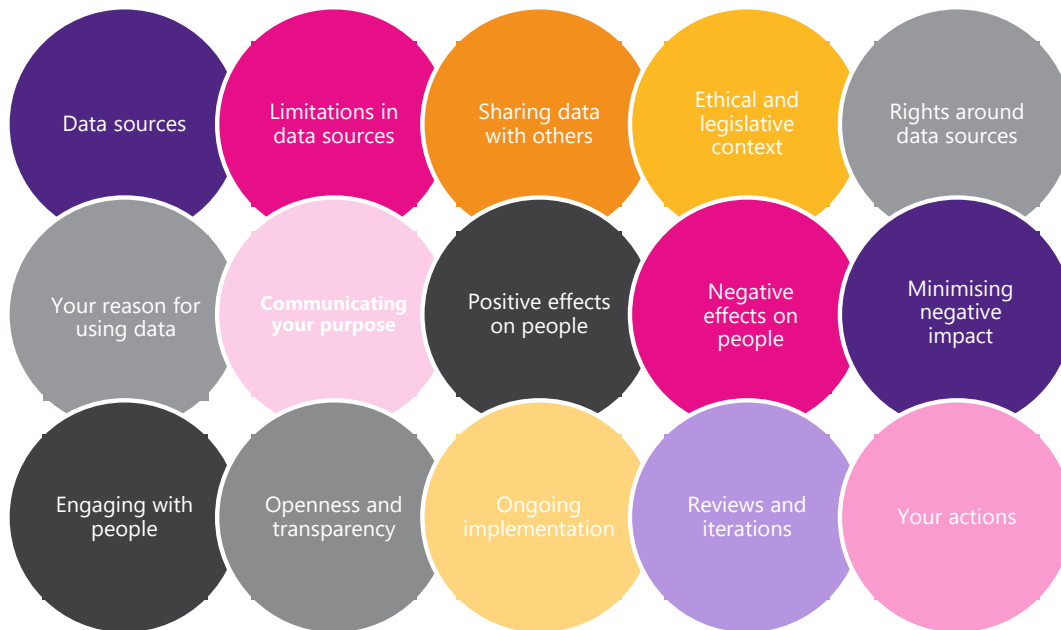 Data sources
Limitations in
data sources
Sharing data
with others
Ethical and
legislative
context
Rights around
data sources
Your reason for
using data
Communicating
your purpose
Positive effects
on people
Negative
effects on
people
Minimising
negative
impact
Engaging with
people
Openness and
transparency
Ongoing
implementation
Reviews and
iterations
Your actions